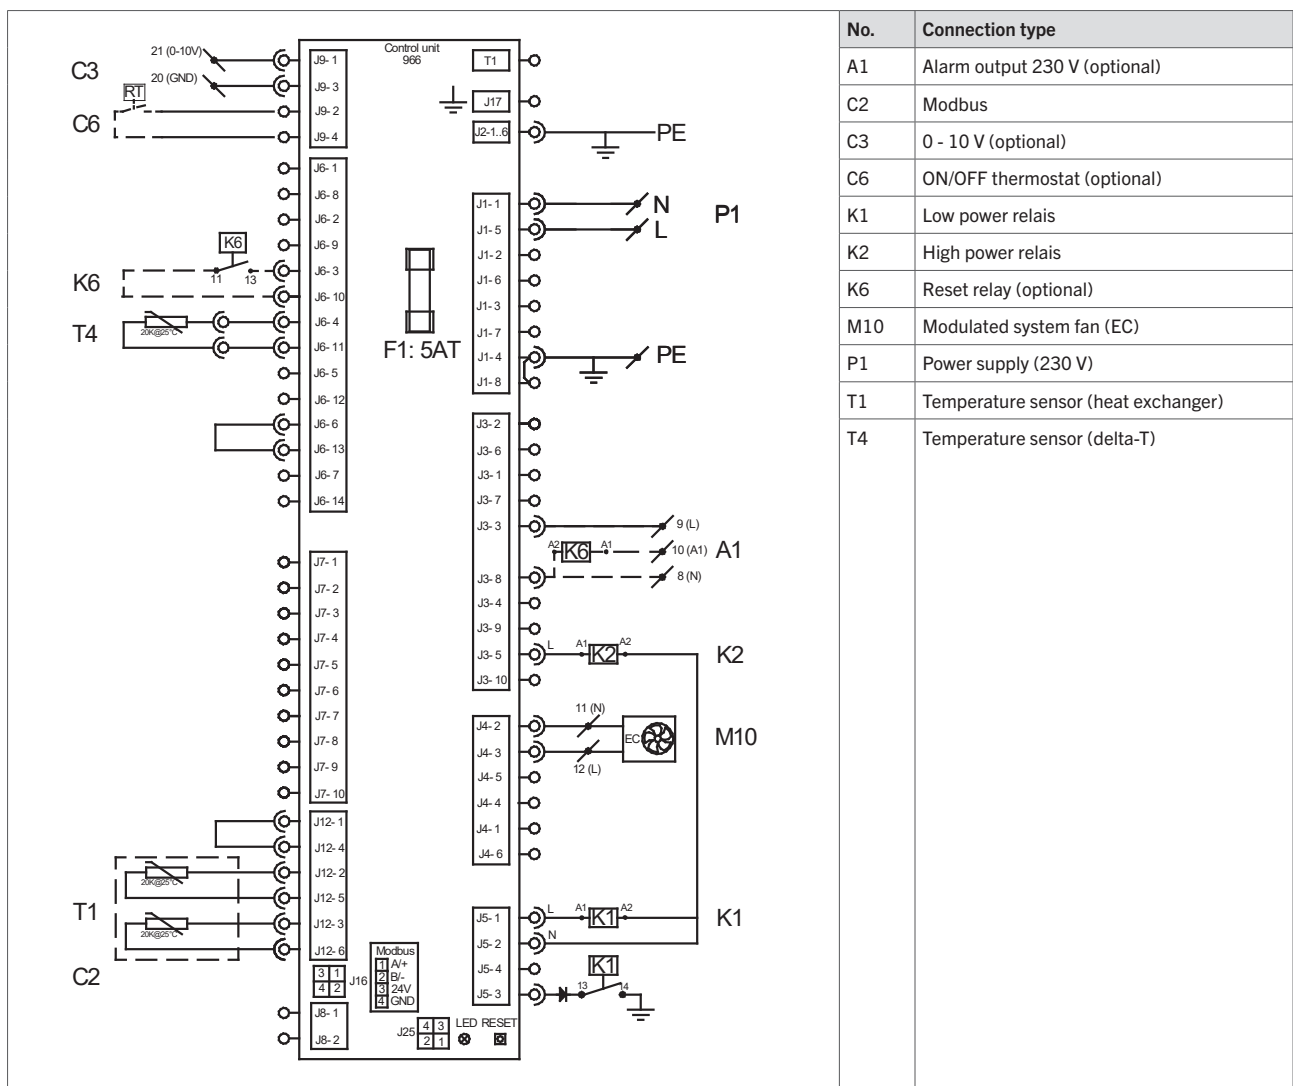 Control unit
966
C3
21 (0-10V)
20 (GND)
J9- 1
J9- 3
RT
C6
J9- 2
J9- 4
J6- 1
J6- 8
J6- 2
J6- 9
K6
K6
11
13
J6- 3
J6- 10
T4
20K@25°C
J6- 4
J6- 11
J6- 5
J6- 12
J6- 6
J6- 13
J6- 7
J6- 14
J7- 1
J7- 2
J7- 3
J7- 4
J7- 5
J7- 6
J7- 7
J7- 8
J7- 9
J7- 10
J12- 1
J12- 4
T1
20K@25°C
J12- 2
J12- 5
20K@25°C
J12- 3
J12- 6
C2
3 1
4 2
J16
Modbus
1 A/+
2 B/-
3 24V
4 GND
J8- 1
J8- 2
J25
4 3
2 1
LED RESET
F1: 5AT
T1
J17
J2-1..6
PE
J1- 1
N
P1
J1- 5
L
J1- 2
J1- 6
J1- 3
J1- 7
J1- 4
PE
J1- 8
J3- 2
J3- 6
J3- 1
J3- 7
J3- 3
9 (L)
A2
K6
A1
10 (A1)
A1
J3- 8
8 (N)
J3- 4
J3- 9
J3- 5
L
A1
K2
A2
K2
J3- 10
J4- 2
11 (N)
EC
M10
J4- 3
12 (L)
J4- 5
J4- 4
J4- 1
J4- 6
J5- 1
L
A1
K1
A2
K1
J5- 2
N
J5- 4
K1
J5- 3
13
14
No. Connection type
A1 Alarm output 230 V (optional)
C2 Modbus
C3 0 - 10 V (optional)
C6 ON/OFF thermostat (optional)
K1 Low power relais
K2 High power relais
K6 Reset relay (optional)
M10 Modulated system fan (EC)
P1 Power supply (230 V)
T1 Temperature sensor (heat exchanger)
T4 Temperature sensor (delta-T)